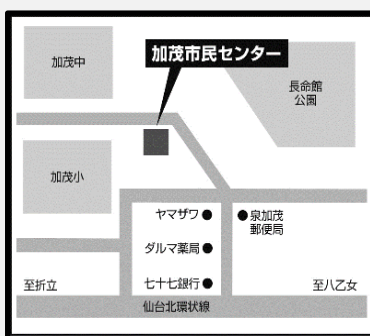 加茂中
加茂市民センター
長命館
公園
加茂小
ヤマザワ●
●泉加茂
郵便局
ダルマ薬局●
七十七銀行●
至折立
至八乙女
仙台北環状線